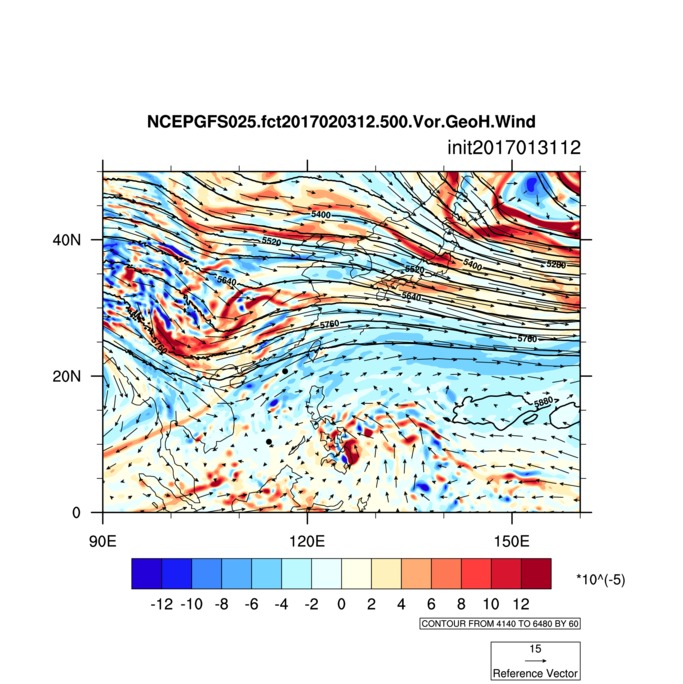 NCEPGFS025.fct2017020312.500.Vor.GeoH.Wind
init2017013112
5400
5520
5640
5760
5760
5520
5640
5400
5280
5760
5880
40N
20N
0
90E 120E 150E
-12 -10 -8 -6 -4 -2 0 2 4 6 8 10 12
*10^(-5)
CONTOUR FROM 4140 TO 6480 BY 60
15
Reference Vector